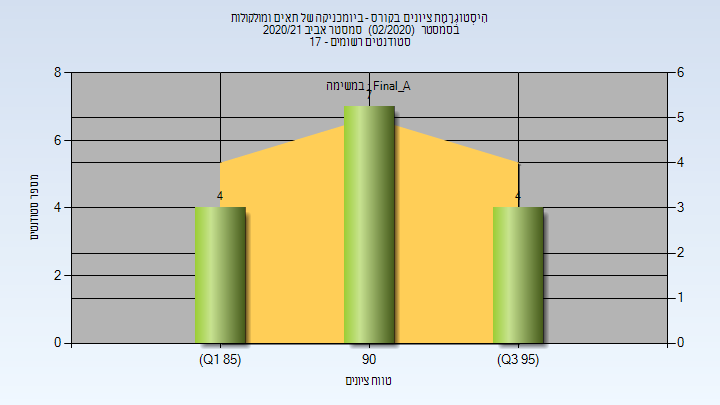 היסטוגרמת ציונים בקורס - ביומכניקה של תאים ומולקולות
בסמסטר (02/2020) סמסטר אביב 2020/21
סטודנטים רשומים - 17
במשימה : Final_A
8
6
4
2
0
6
5
4
3
2
1
0
4
7
4
מספר סטודנטים
(Q1 85)
90
(Q3 95)
טווח ציונים